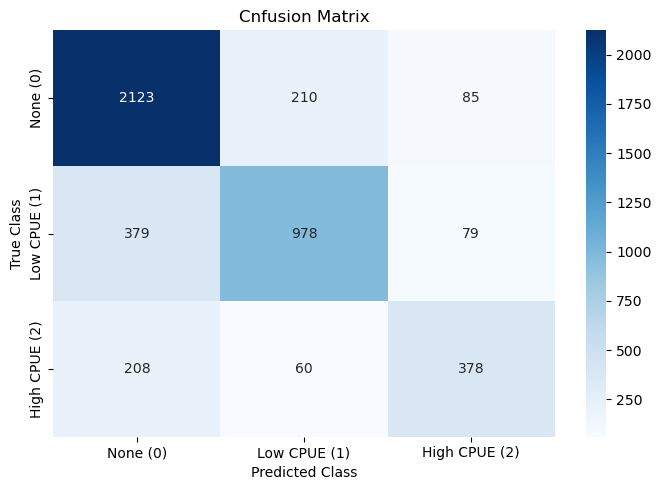 Cnfusion Matrix
None (0)
2123 210 85
Low CPUE (1)
379 978 79
High CPUE (2)
208 60 378
True Class
None (0) Low CPUE (1) High CPUE (2)
Predicted Class
2000
1750
1500
1250
1000
750
500
250